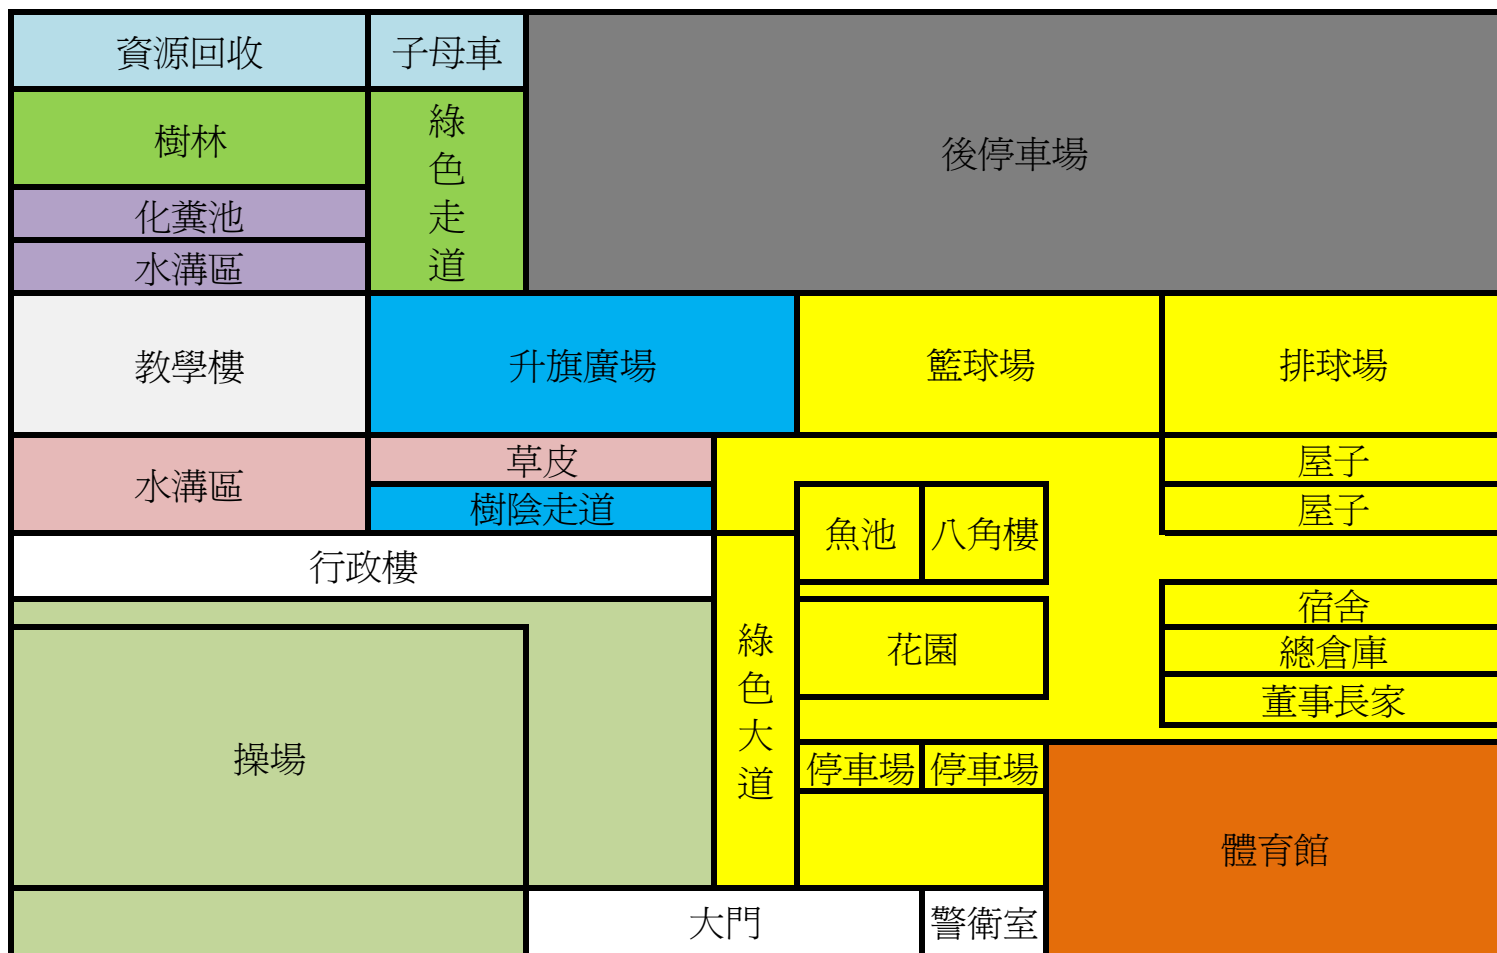 資源回收
子母車
後停車場
樹林
綠色走道
化糞池
水溝區
教學樓
升旗廣場
籃球場
排球場
水溝區
草皮
樹陰走道
屋子
屋子
魚池
八角樓
行政樓
宿舍
花園
綠色大道
總倉庫
董事長家
操場
停車場
停車場
體育館
大門
警衛室